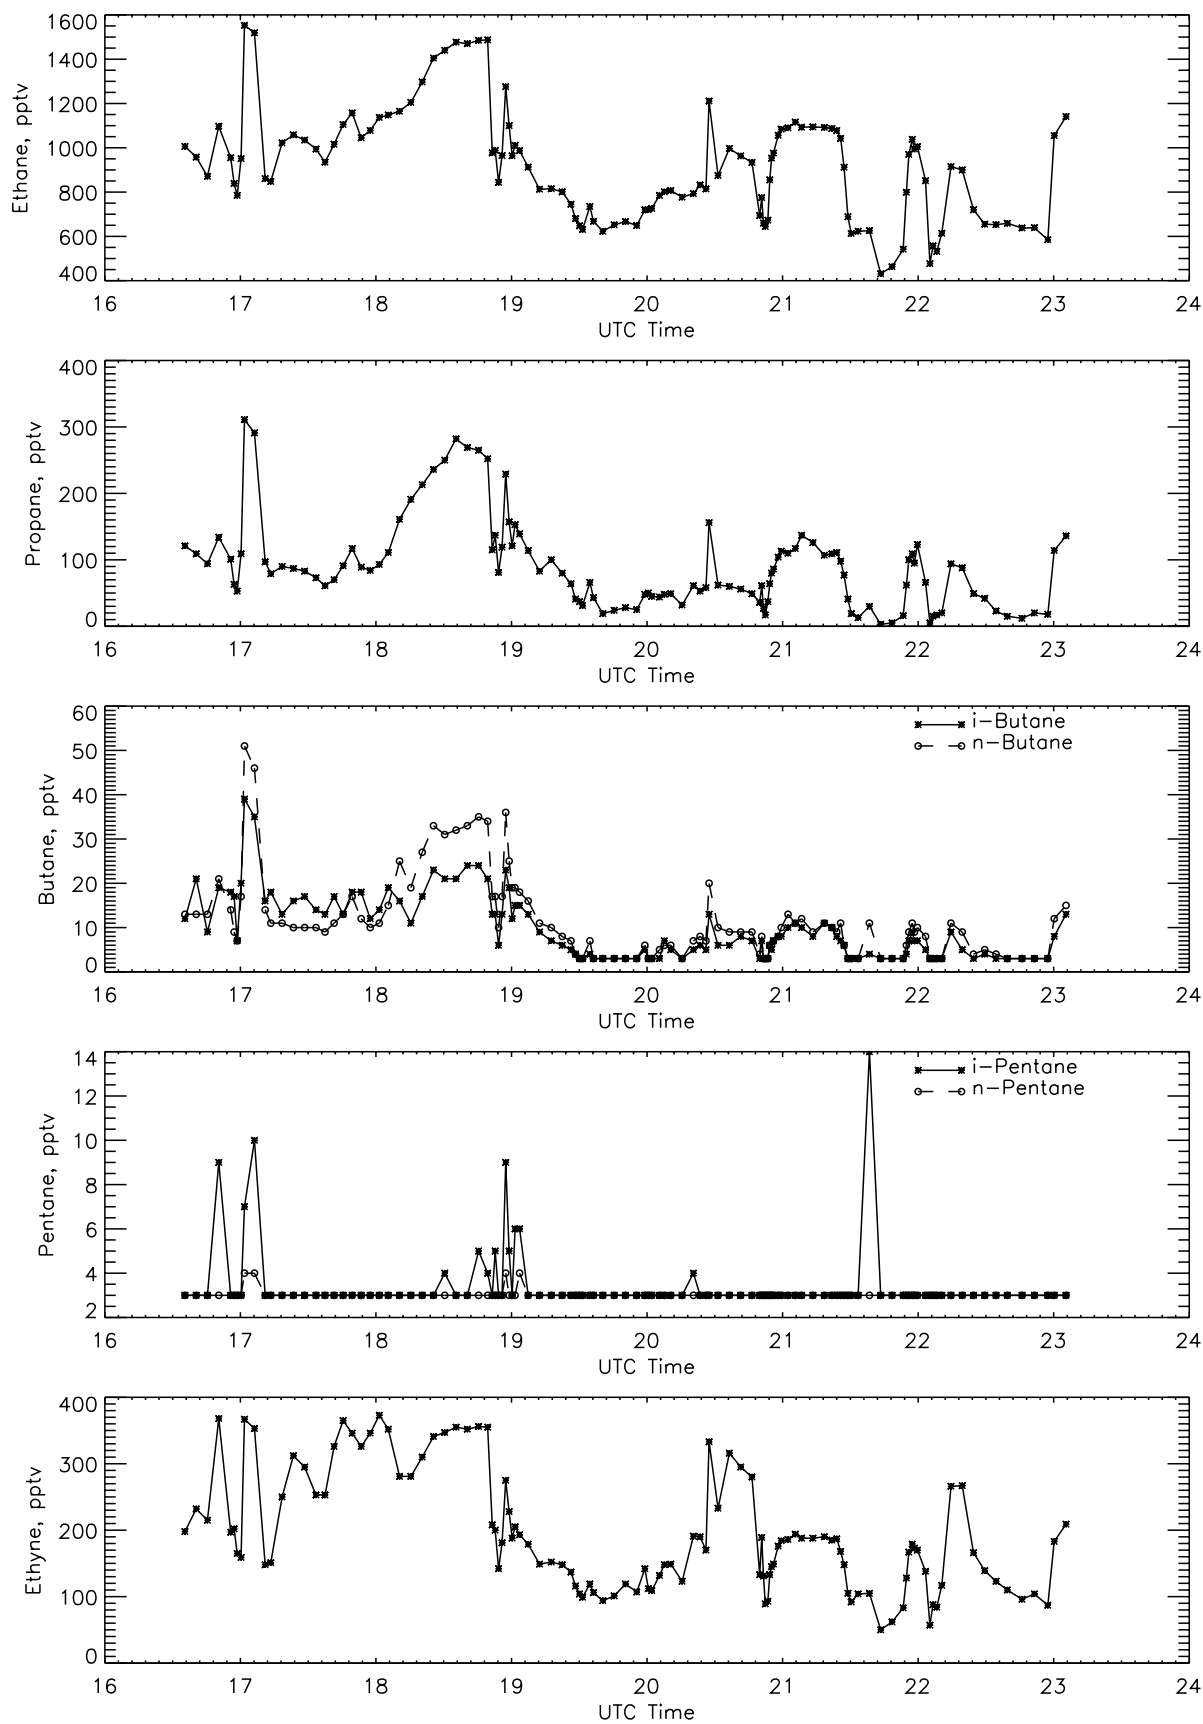 Ethane, pptv
1600
1400
1200
1000
800
600
400
16 17 18 19 20 21 22 23 24
UTC Time
Propane, pptv
400
300
200
100
0
16 17 18 19 20 21 22 23 24
UTC Time
Butane, pptv
60
50
40
30
20
10
0
i-Butane
n-Butane
16 17 18 19 20 21 22 23 24
UTC Time
Pentane, pptv
14
12
10
8
6
4
2
i-Pentane
n-Pentane
16 17 18 19 20 21 22 23 24
UTC Time
Ethyne, pptv
400
300
200
100
0
16 17 18 19 20 21 22 23 24
UTC Time